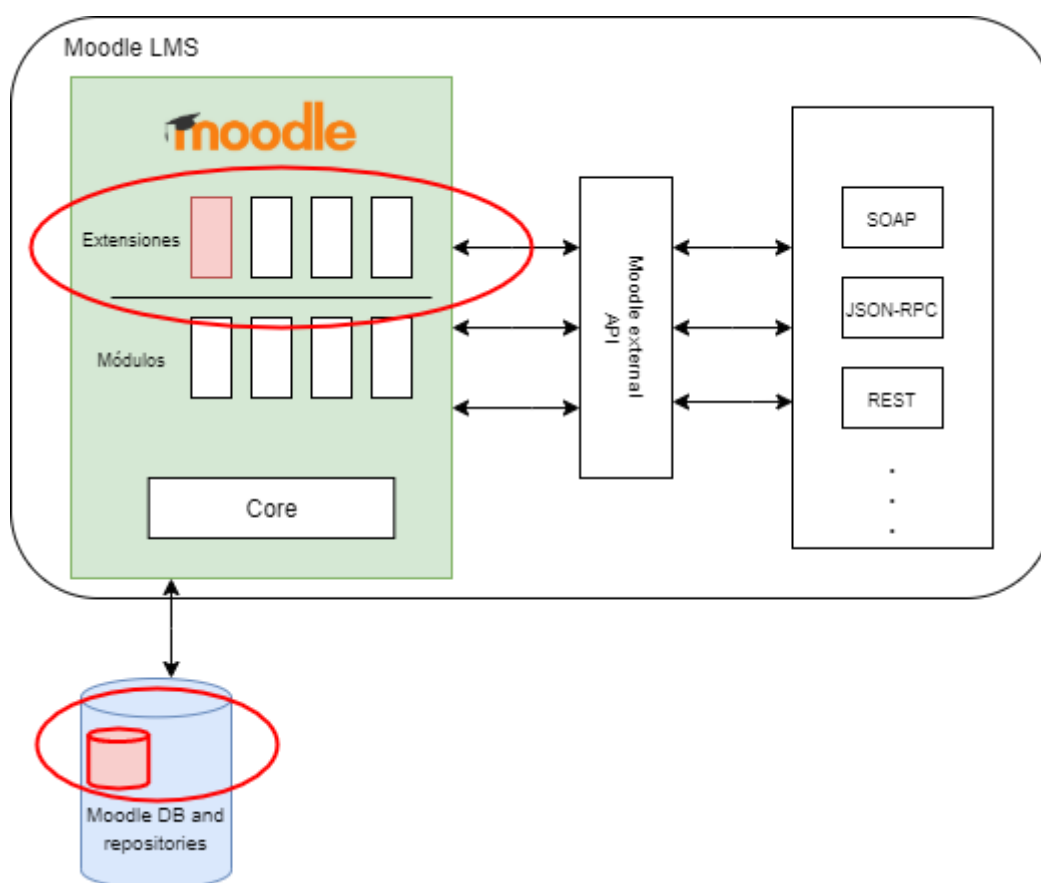 Moodle LMS
moodle
Extensiones
Módulos
Core
Moodle external
API
SOAP
JSON-RPC
REST
.
.
.
Moodle DB and
repositories